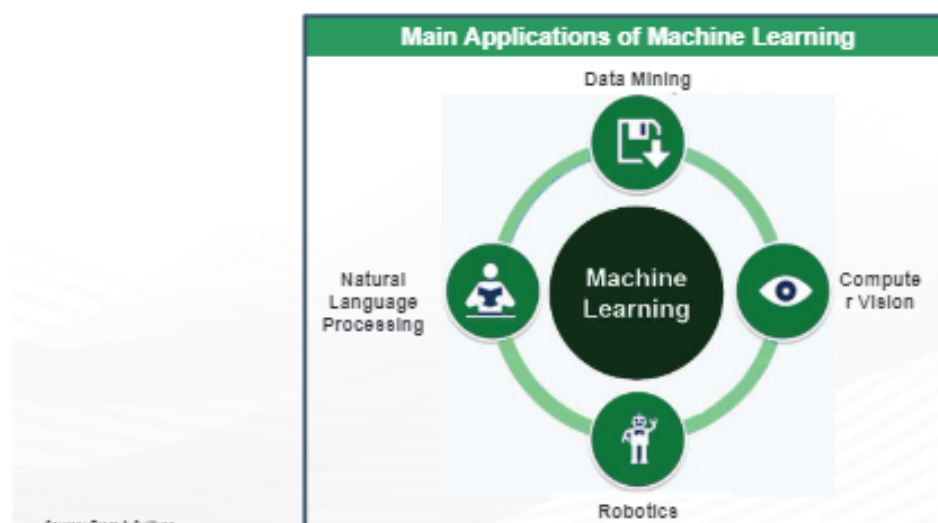 Main Applications of Machine Learning
Data Mining
Natural
Language
Processing
Machine
Learning
Compute
r Vision
Robotics